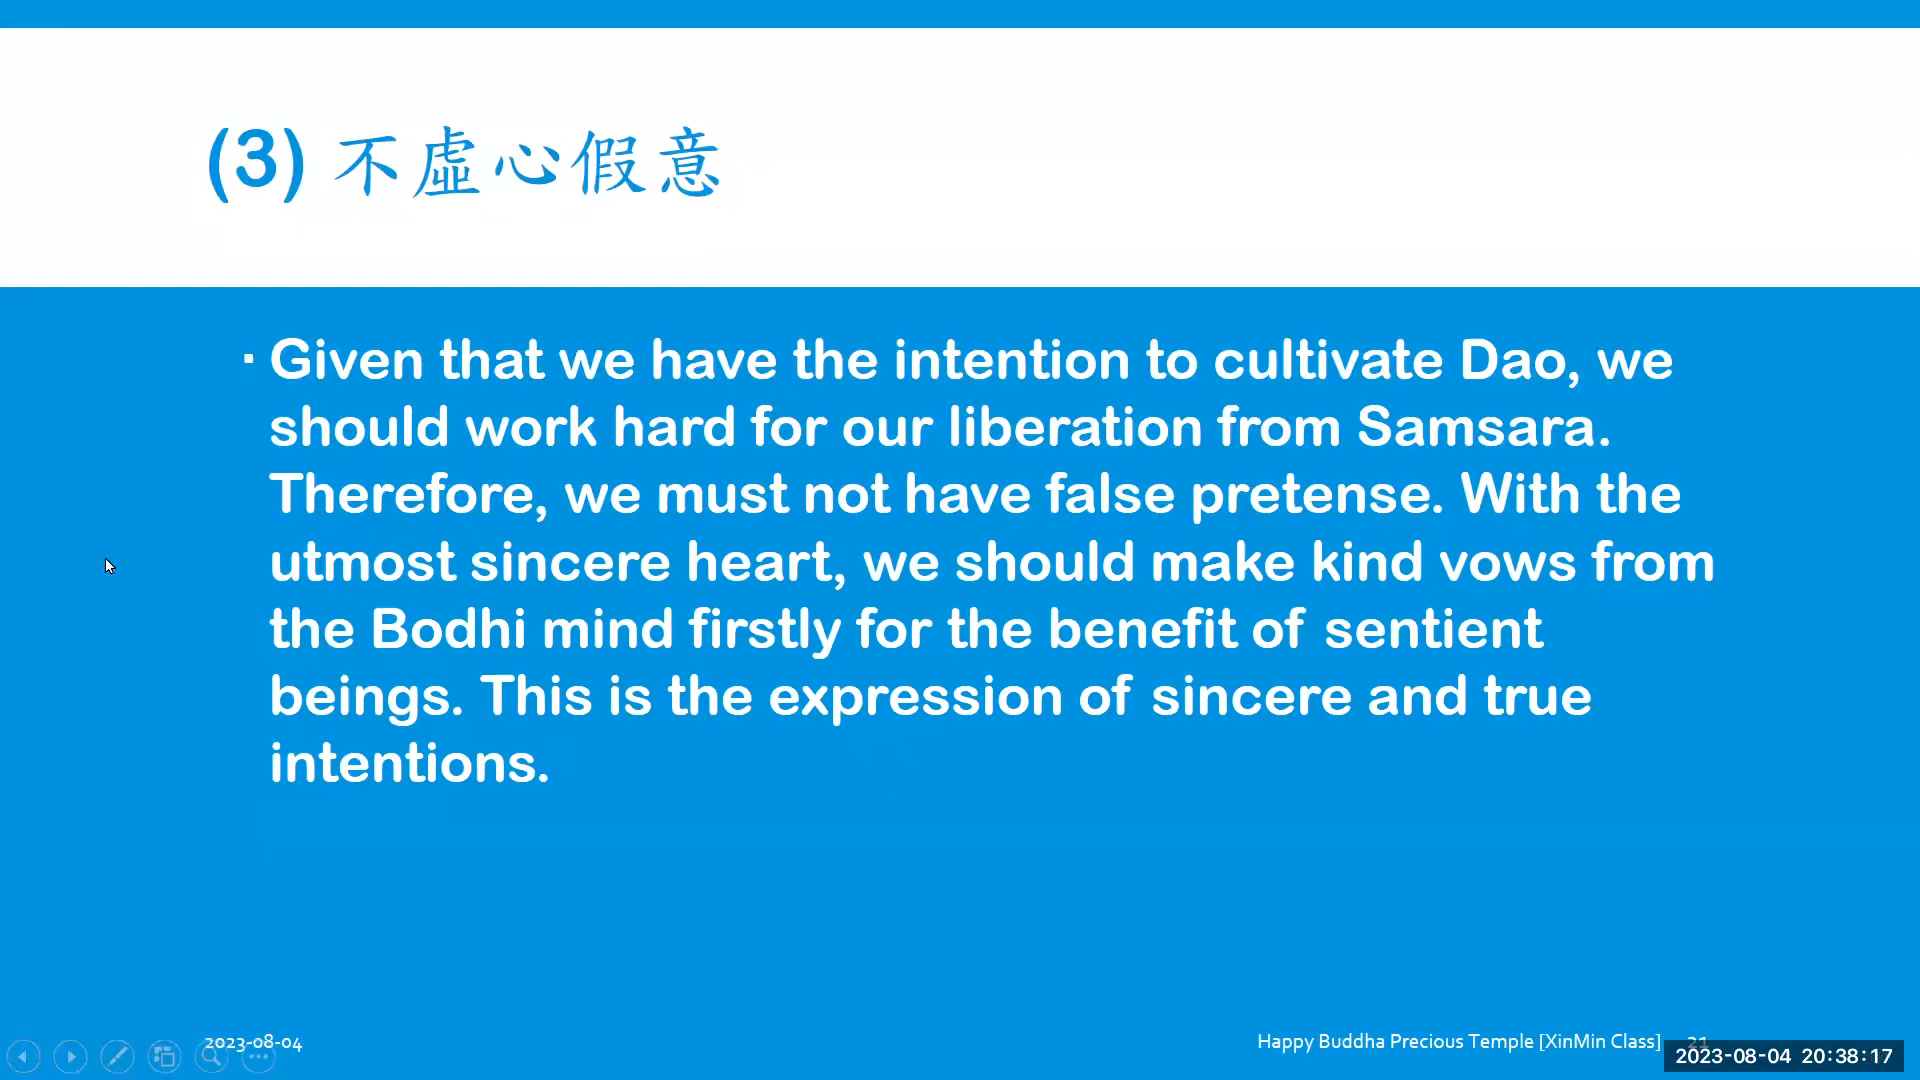 (3) 不虛心假意
▪ Given that we have the intention to cultivate Dao, we
should work hard for our liberation from Samsara.
Therefore, we must not have false pretense. With the
utmost sincere heart, we should make kind vows from
the Bodhi mind firstly for the benefit of sentient
beings. This is the expression of sincere and true
intentions.
2023-08-04
Happy Buddha Precious Temple [XinMin Class] 21
2023-08-04 20:38:17